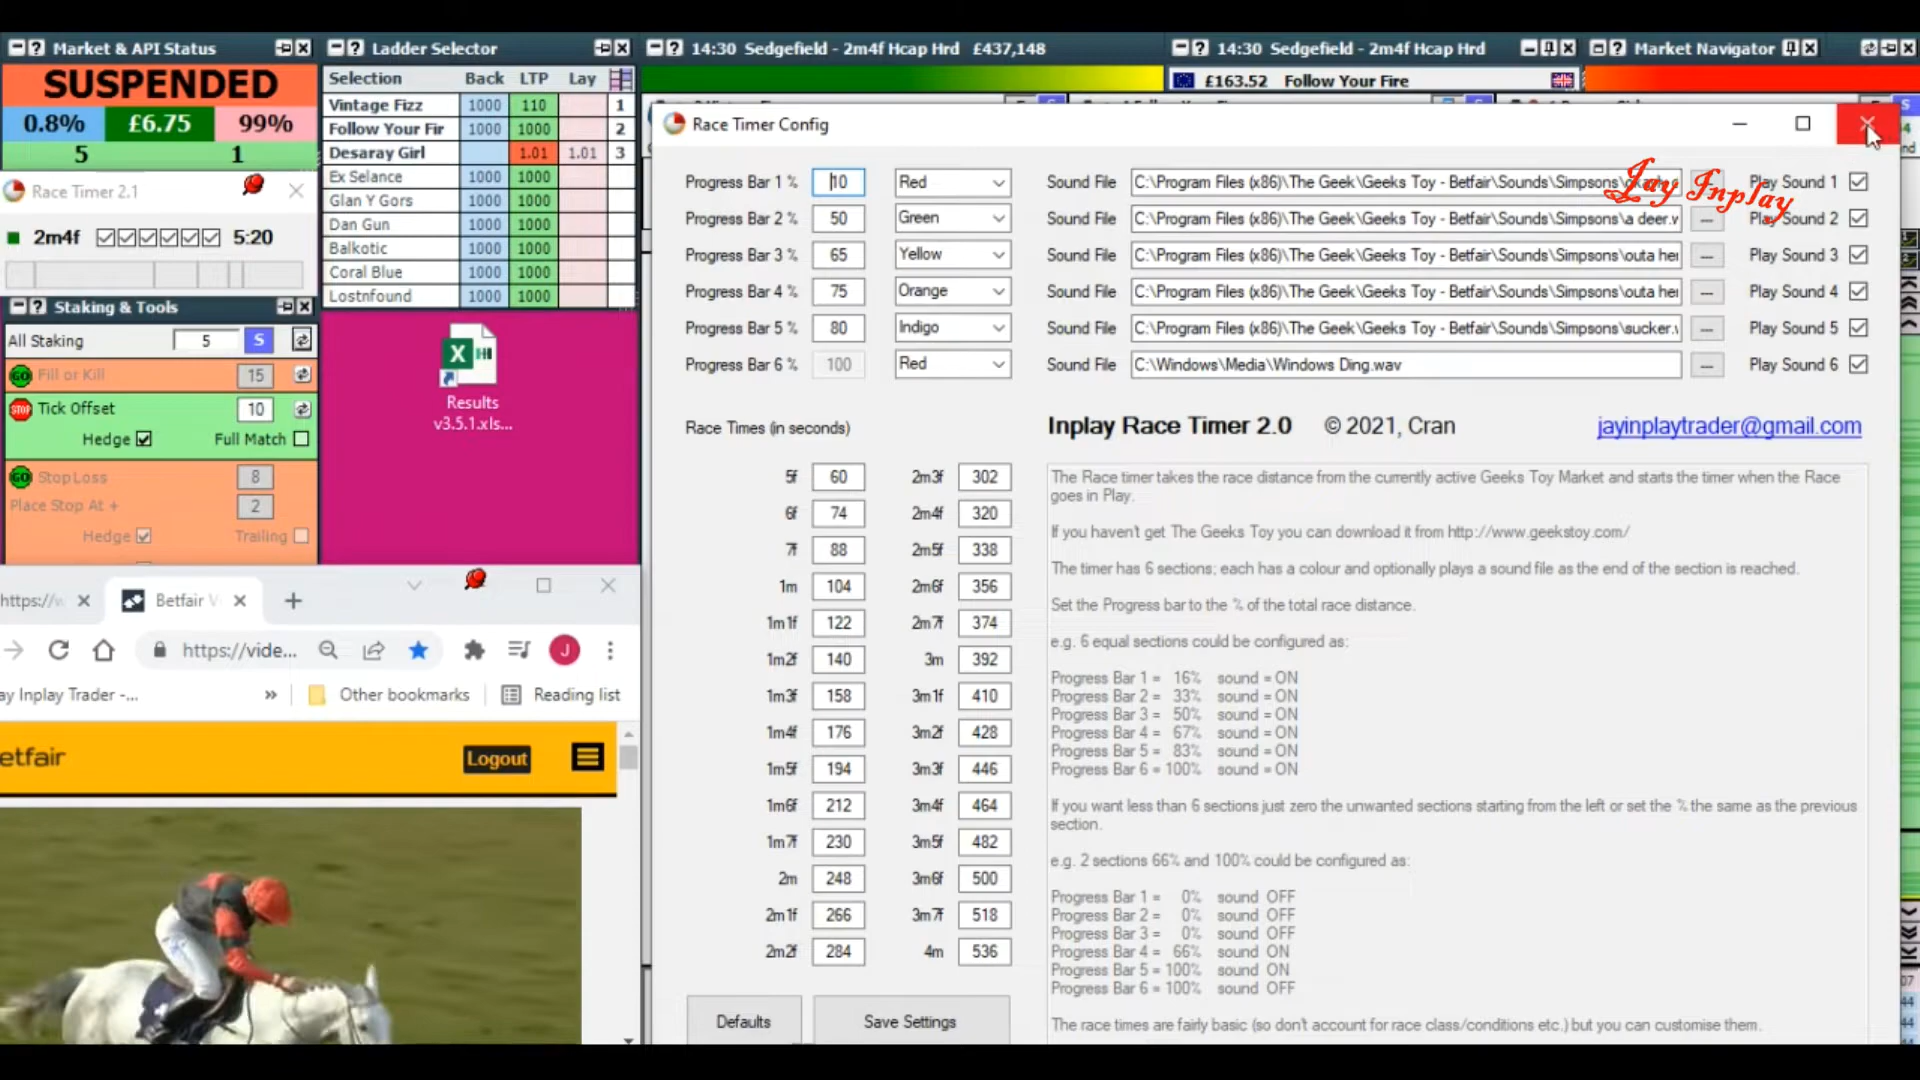 Market & API Status
SUSPENDED
0.8% £6.75 99%
5 1
Race Timer 2.1
2m4f 5:20
Staking & Tools
All Staking 5 S
GO Fill or Kill 15
STOP Tick Offset 10
Hedge Full Match
GO Stop Loss 8
Place Stop At + 2
Hedge Trailing
Ladder Selector
Selection Back LTP Lay
Vintage Fizz 1000 110 1
Follow Your Fir 1000 1000 2
Desaray Girl 1.01 1.01 3
Ex Selance 1000 1000
Glan Y Gors 1000 1000
Dan Gun 1000 1000
Balkotic 1000 1000
Coral Blue 1000 1000
Lostnfound 1000 1000
Results
v3.5.1.xls...
https://w Betfair V
https://vide... J
ay Inplay Trader -... » Other bookmarks Reading list
etfair Logout
14:30 Sedgefield - 2m4f Hcap Hrd £437,148
14:30 Sedgefield - 2m4f Hcap Hrd
£163.52 Follow Your Fire
Market Navigator
Race Timer Config
Jay Inplay
Progress Bar 1 % 10 Red Sound File C:\Program Files (x86)\The Geek\Geeks Toy - Betfair\Sounds\Simpsons\ ... Play Sound 1
Progress Bar 2 % 50 Green Sound File C:\Program Files (x86)\The Geek\Geeks Toy - Betfair\Sounds\Simpsons\a deer.v ... Play Sound 2
Progress Bar 3 % 65 Yellow Sound File C:\Program Files (x86)\The Geek\Geeks Toy - Betfair\Sounds\Simpsons\outa her ... Play Sound 3
Progress Bar 4 % 75 Orange Sound File C:\Program Files (x86)\The Geek\Geeks Toy - Betfair\Sounds\Simpsons\outa her ... Play Sound 4
Progress Bar 5 % 80 Indigo Sound File C:\Program Files (x86)\The Geek\Geeks Toy - Betfair\Sounds\Simpsons\sucker.v ... Play Sound 5
Progress Bar 6 % 100 Red Sound File C:\Windows\Media\Windows Ding.wav ... Play Sound 6
Race Times (in seconds)
5f 60 2m3f 302
6f 74 2m4f 320
7f 88 2m5f 338
1m 104 2m6f 356
1m1f 122 2m7f 374
1m2f 140 3m 392
1m3f 158 3m1f 410
1m4f 176 3m2f 428
1m5f 194 3m3f 446
1m6f 212 3m4f 464
1m7f 230 3m5f 482
2m 248 3m6f 500
2m1f 266 3m7f 518
2m2f 284 4m 536
Defaults Save Settings
Inplay Race Timer 2.0 © 2021, Cran jayinplaytrader@gmail.com
The Race timer takes the race distance from the currently active Geeks Toy Market and starts the timer when the Race
goes in Play.
If you haven't get The Geeks Toy you can download it from http://www.geekstoy.com/
The timer has 6 sections; each has a colour and optionally plays a sound file as the end of the section is reached.
Set the Progress bar to the % of the total race distance.
e.g. 6 equal sections could be configured as:
Progress Bar 1 = 16% sound = ON
Progress Bar 2 = 33% sound = ON
Progress Bar 3 = 50% sound = ON
Progress Bar 4 = 67% sound = ON
Progress Bar 5 = 83% sound = ON
Progress Bar 6 = 100% sound = ON
If you want less than 6 sections just zero the unwanted sections starting from the left or set the % the same as the previous
section.
e.g. 2 sections 66% and 100% could be configured as:
Progress Bar 1 = 0% sound OFF
Progress Bar 2 = 0% sound OFF
Progress Bar 3 = 0% sound OFF
Progress Bar 4 = 66% sound ON
Progress Bar 5 = 100% sound ON
Progress Bar 6 = 100% sound OFF
The race times are fairly basic (so don't account for race class/conditions etc.) but you can customise them.